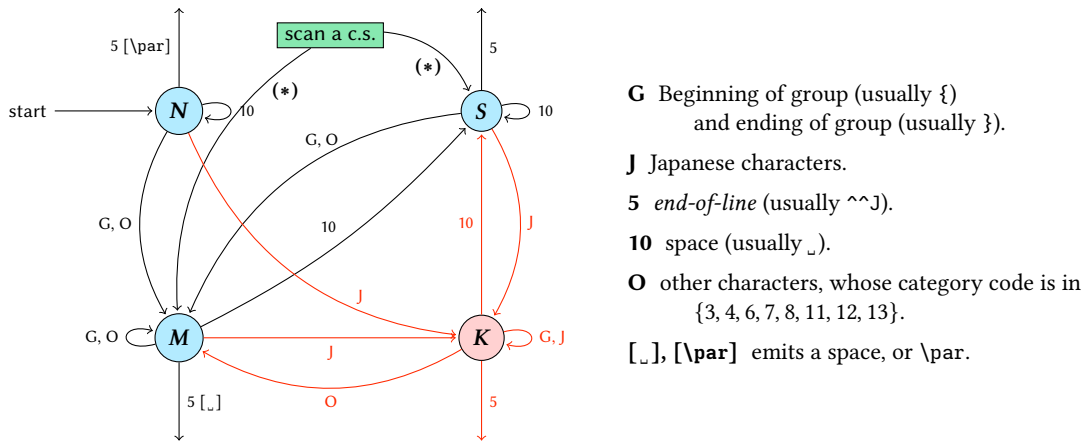 scan a c.s.
5 [\par]
5
(∗)
(∗)
start
N
10
S
10
G, O
G, O
10
10
J
J
G, O
M
J
K
G, J
O
5 [␣]
5
G Beginning of group (usually {)
and ending of group (usually }).
J Japanese characters.
5 end-of-line (usually ^^J).
10 space (usually ␣).
O other characters, whose category code is in
{3, 4, 6, 7, 8, 11, 12, 13}.
[␣], [\par] emits a space, or \par.